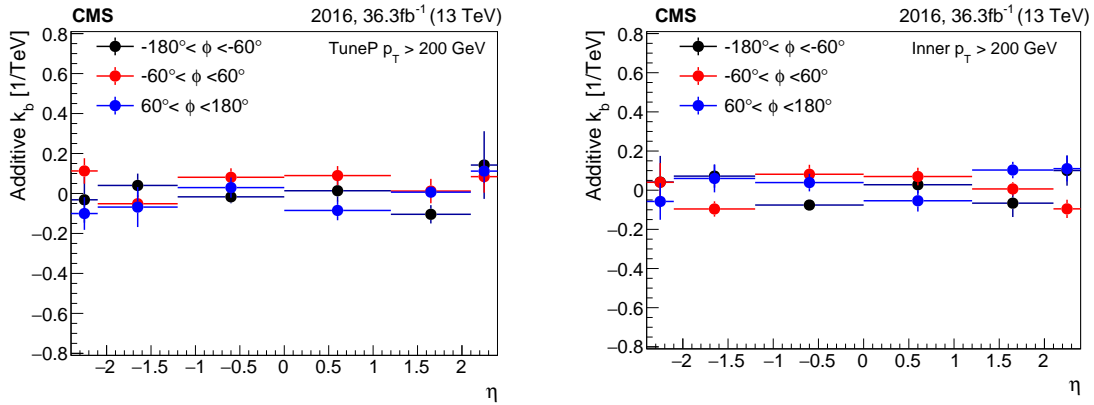 CMS 2016, 36.3fb⁻¹ (13 TeV)
Additive k_b [1/TeV]
0.8
0.6
0.4
0.2
0
−0.2
−0.4
−0.6
−0.8
-180°< ϕ <-60°
-60°< ϕ <60°
60°< ϕ <180°
TuneP p_T > 200 GeV
−2 −1.5 −1 −0.5 0 0.5 1 1.5 2
η
CMS 2016, 36.3fb⁻¹ (13 TeV)
Additive k_b [1/TeV]
0.8
0.6
0.4
0.2
0
−0.2
−0.4
−0.6
−0.8
-180°< ϕ <-60°
-60°< ϕ <60°
60°< ϕ <180°
Inner p_T > 200 GeV
−2 −1.5 −1 −0.5 0 0.5 1 1.5 2
η